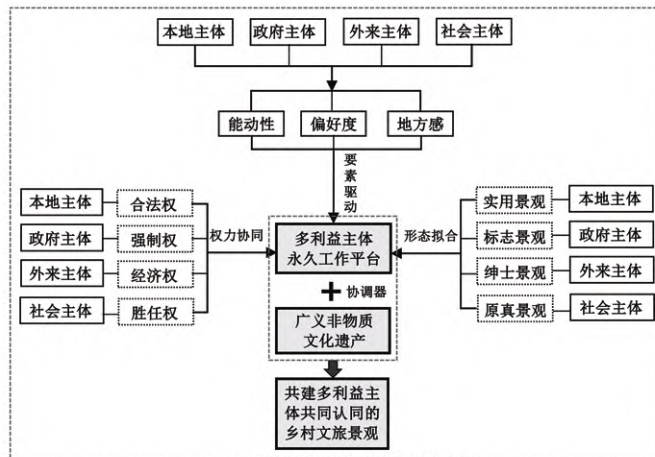 本地主体
政府主体
外来主体
社会主体
能动性
偏好度
地方感
要素驱动
本地主体
合法权
政府主体
强制权
外来主体
经济权
社会主体
胜任权
权力协同
多利益主体
永久工作平台
协调器
广义非物质
文化遗产
形态拟合
实用景观
本地主体
标志景观
政府主体
绅士景观
外来主体
原真景观
社会主体
共建多利益主
体共同认同的
乡村文旅景观